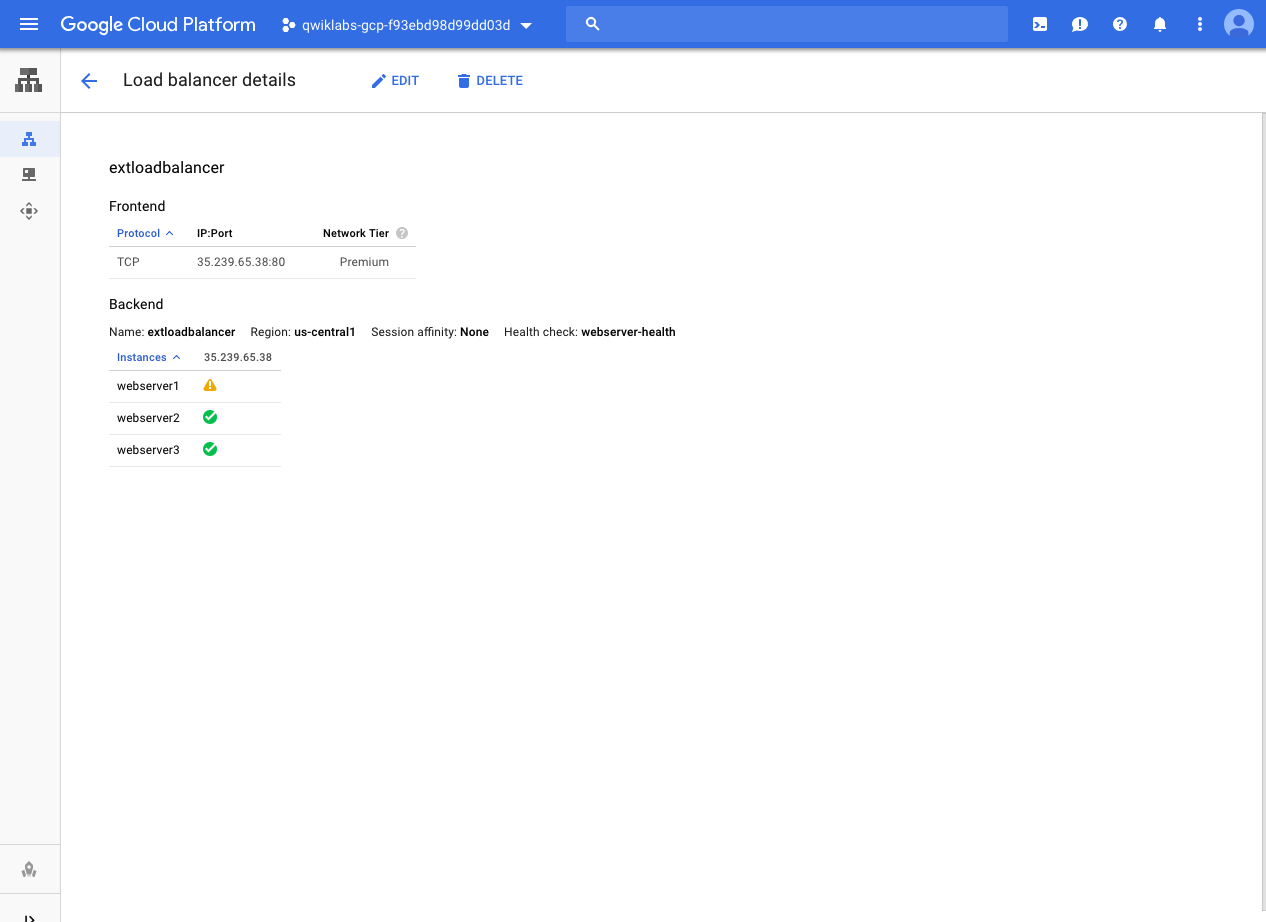 Google Cloud Platform qwiklabs-gcp-f93ebd98d99dd03d
Load balancer details EDIT DELETE
extloadbalancer
Frontend
Protocol IP:Port Network Tier
TCP 35.239.65.38:80 Premium
Backend
Name: extloadbalancer Region: us-central1 Session affinity: None Health check: webserver-health
Instances 35.239.65.38
webserver1
webserver2
webserver3